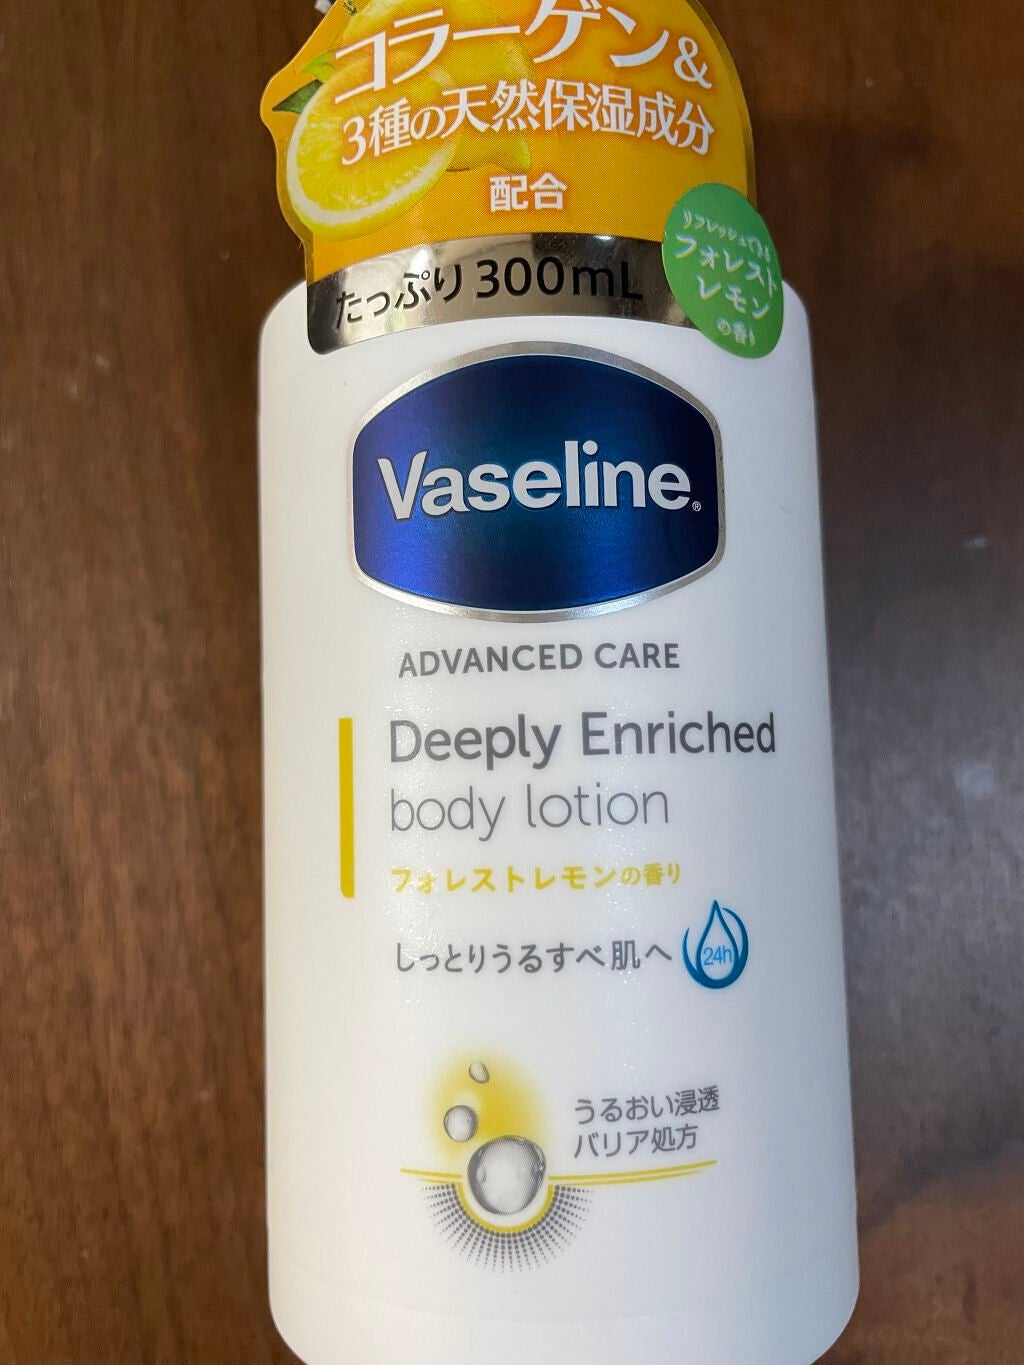 コラーゲン&
3種の天然保湿成分
配合
たっぷり300mL
リフレッシュできる
フォレスト
レモン
の香り
Vaseline®
ADVANCED CARE
Deeply Enriched
body lotion
フォレストレモンの香り
しっとりうるすべ肌へ
24h
うるおい浸透
バリア処方